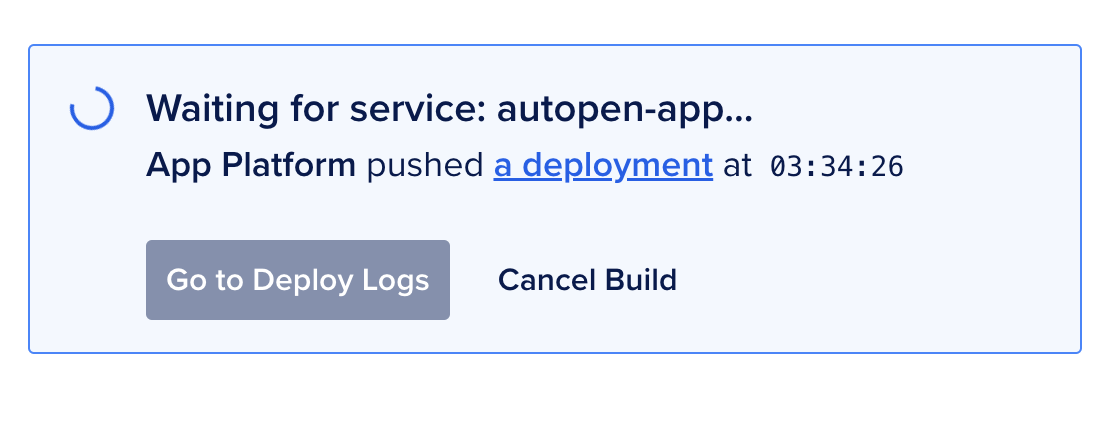 Waiting for service: autopen-app...
App Platform pushed a deployment at 03:34:26
Go to Deploy Logs Cancel Build